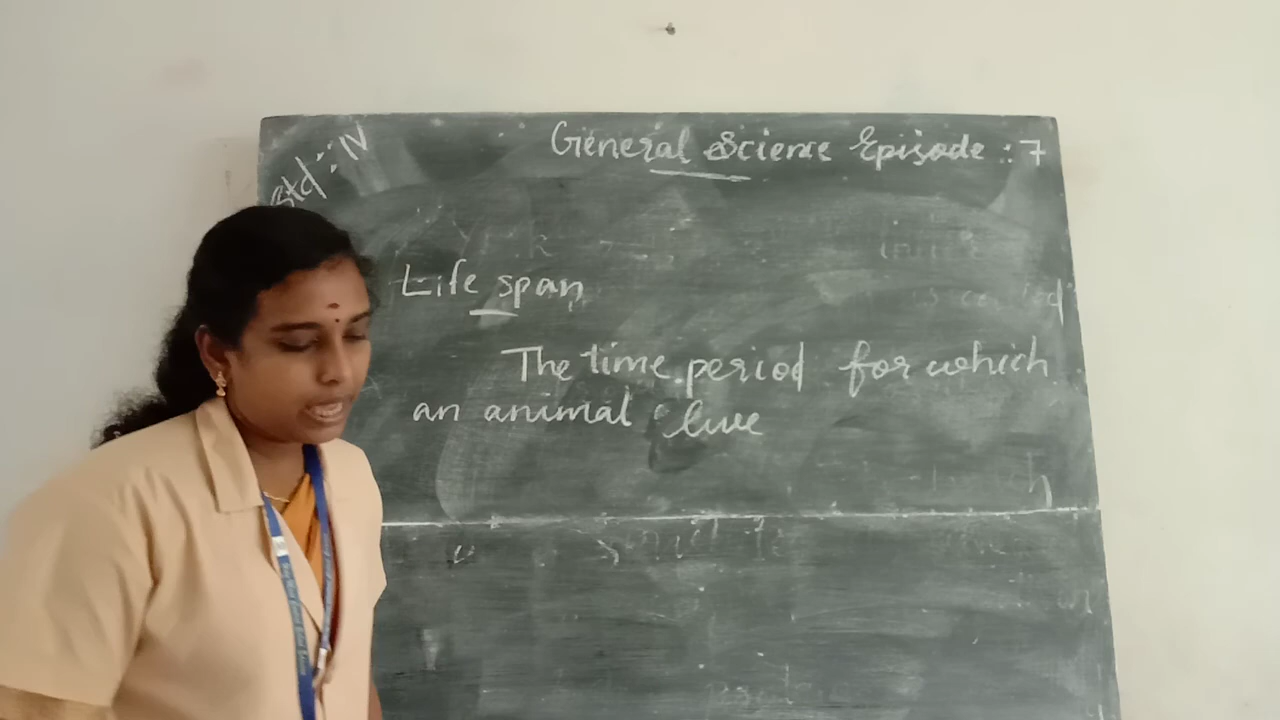 Std : IV
General Science Episode : 7
Life span
The time period for which
an animal live